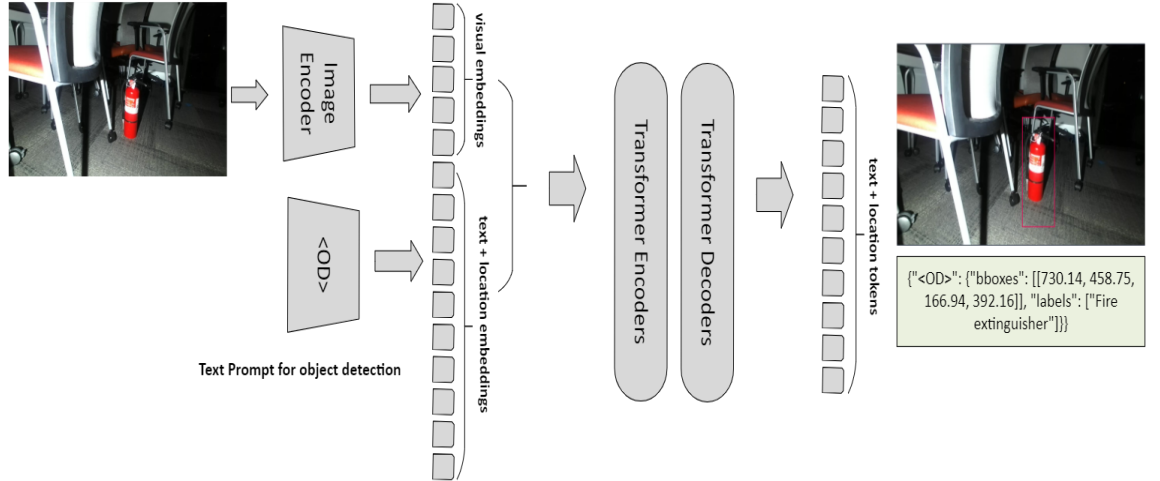 Image
Encoder
visual embeddings
<OD>
Text Prompt for object detection
text + location embeddings
Transformer Encoders
Transformer Decoders
text + location tokens
{"<OD>": {"bboxes": [[730.14, 458.75,
166.94, 392.16]], "labels": ["Fire
extinguisher"]}}